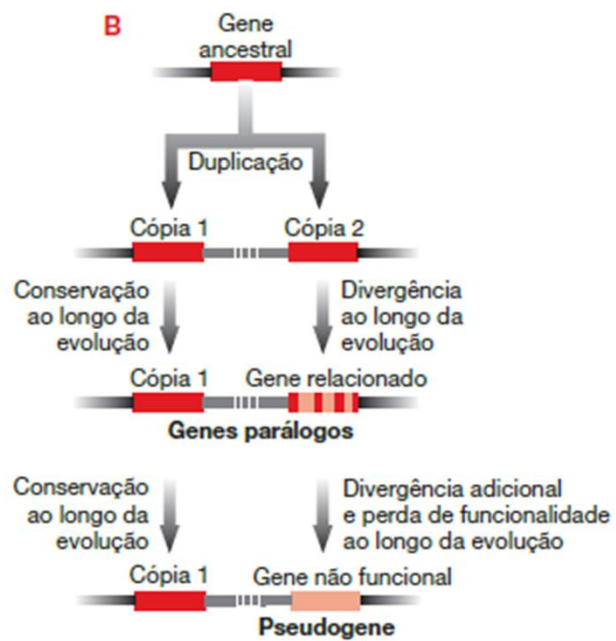 B
Gene
ancestral
Duplicação
Cópia 1
Cópia 2
Conservação
ao longo da
evolução
Divergência
ao longo da
evolução
Cópia 1
Gene relacionado
Genes parálogos
Conservação
ao longo da
evolução
Divergência adicional
e perda de funcionalidade
ao longo da evolução
Cópia 1
Gene não funcional
Pseudogene